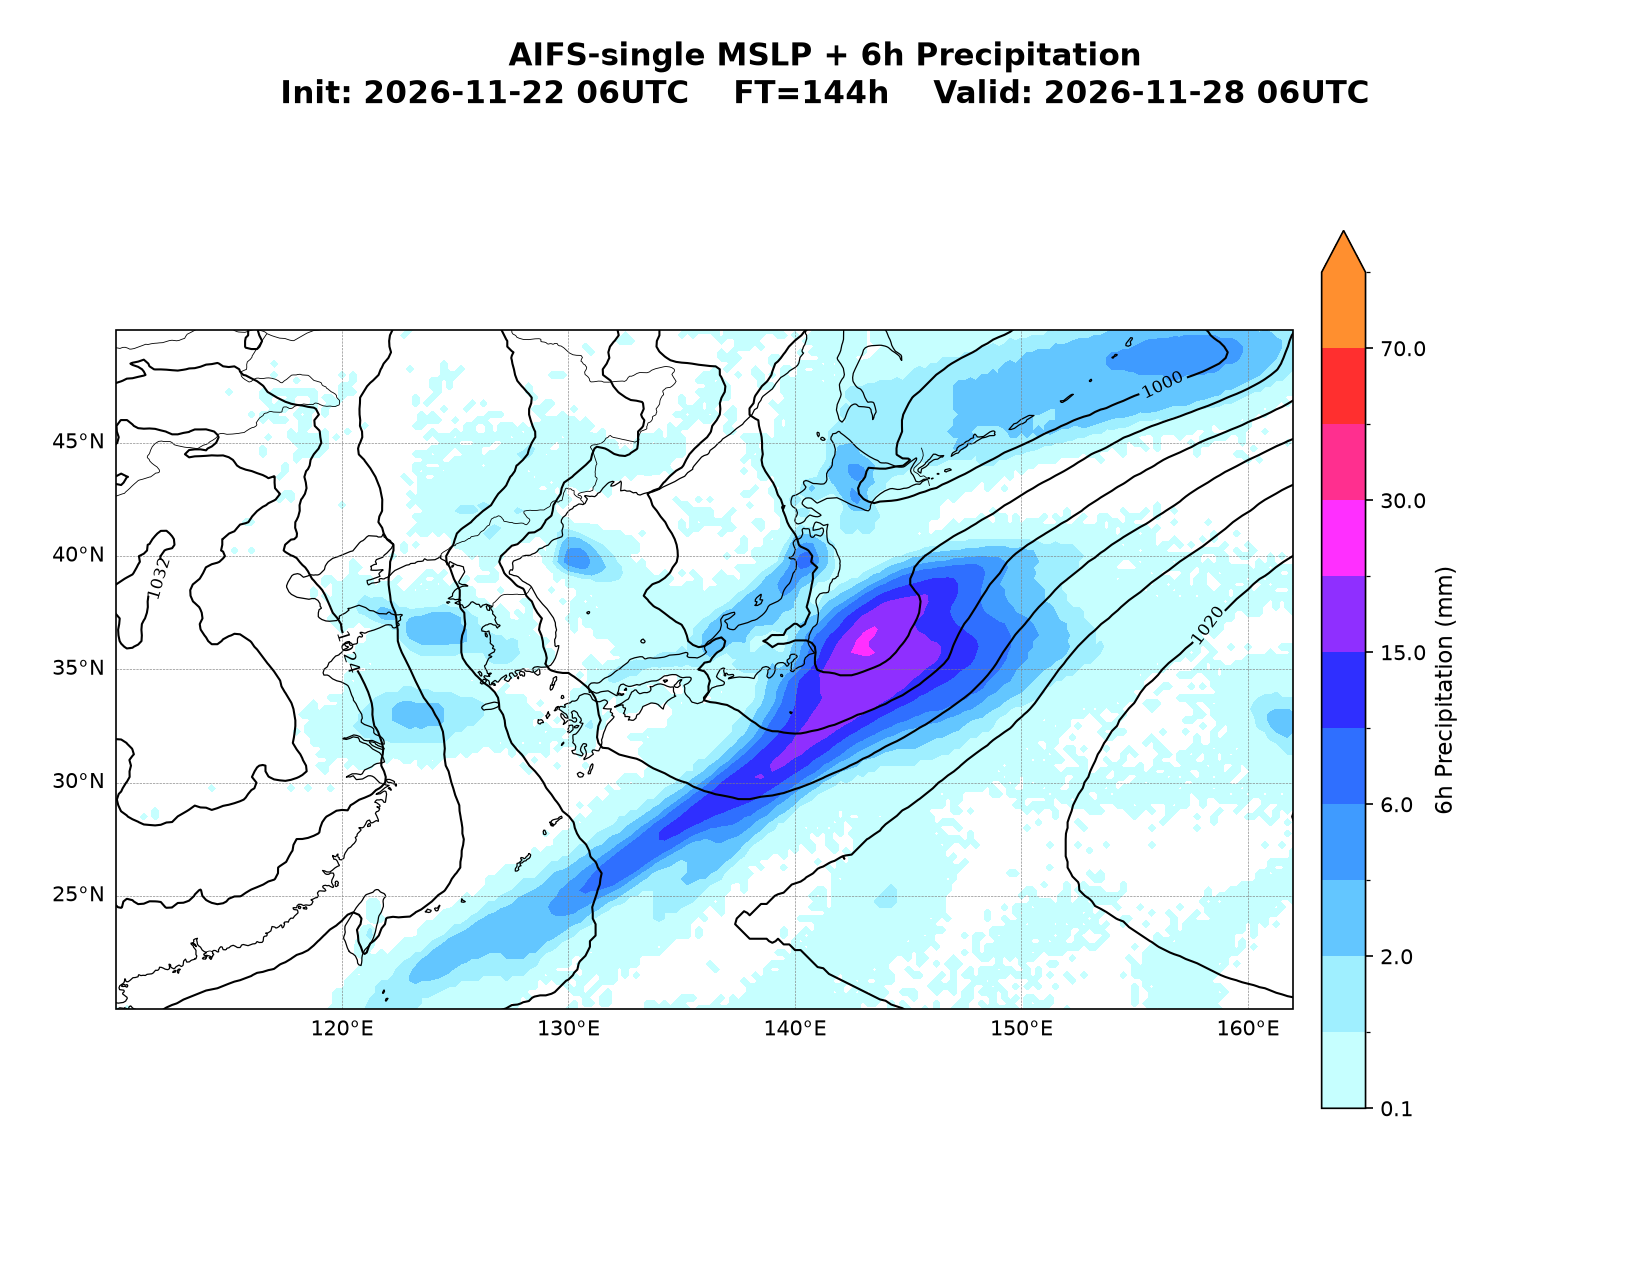 AIFS-single MSLP + 6h Precipitation
Init: 2026-11-22 06UTC    FT=144h    Valid: 2026-11-28 06UTC
45°N
40°N
35°N
30°N
25°N
120°E
130°E
140°E
150°E
160°E
1032
1024
1000
1020
70.0
30.0
15.0
6.0
2.0
0.1
6h Precipitation (mm)